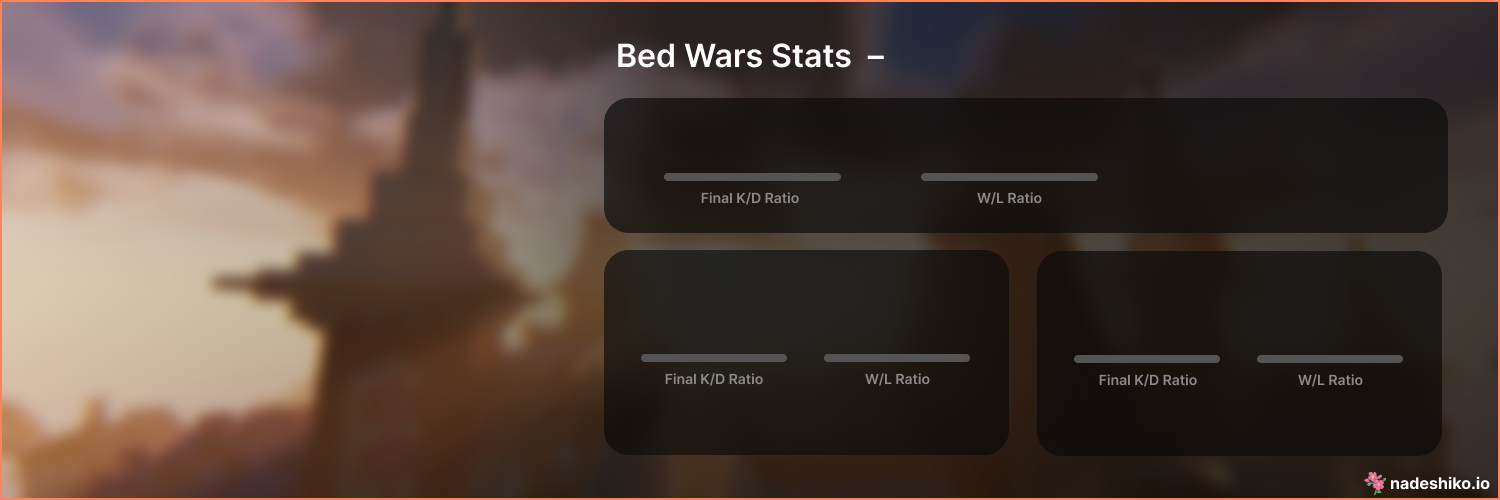 Bed Wars Stats –
Final K/D Ratio
W/L Ratio
Final K/D Ratio
W/L Ratio
Final K/D Ratio
W/L Ratio
nadeshiko.io